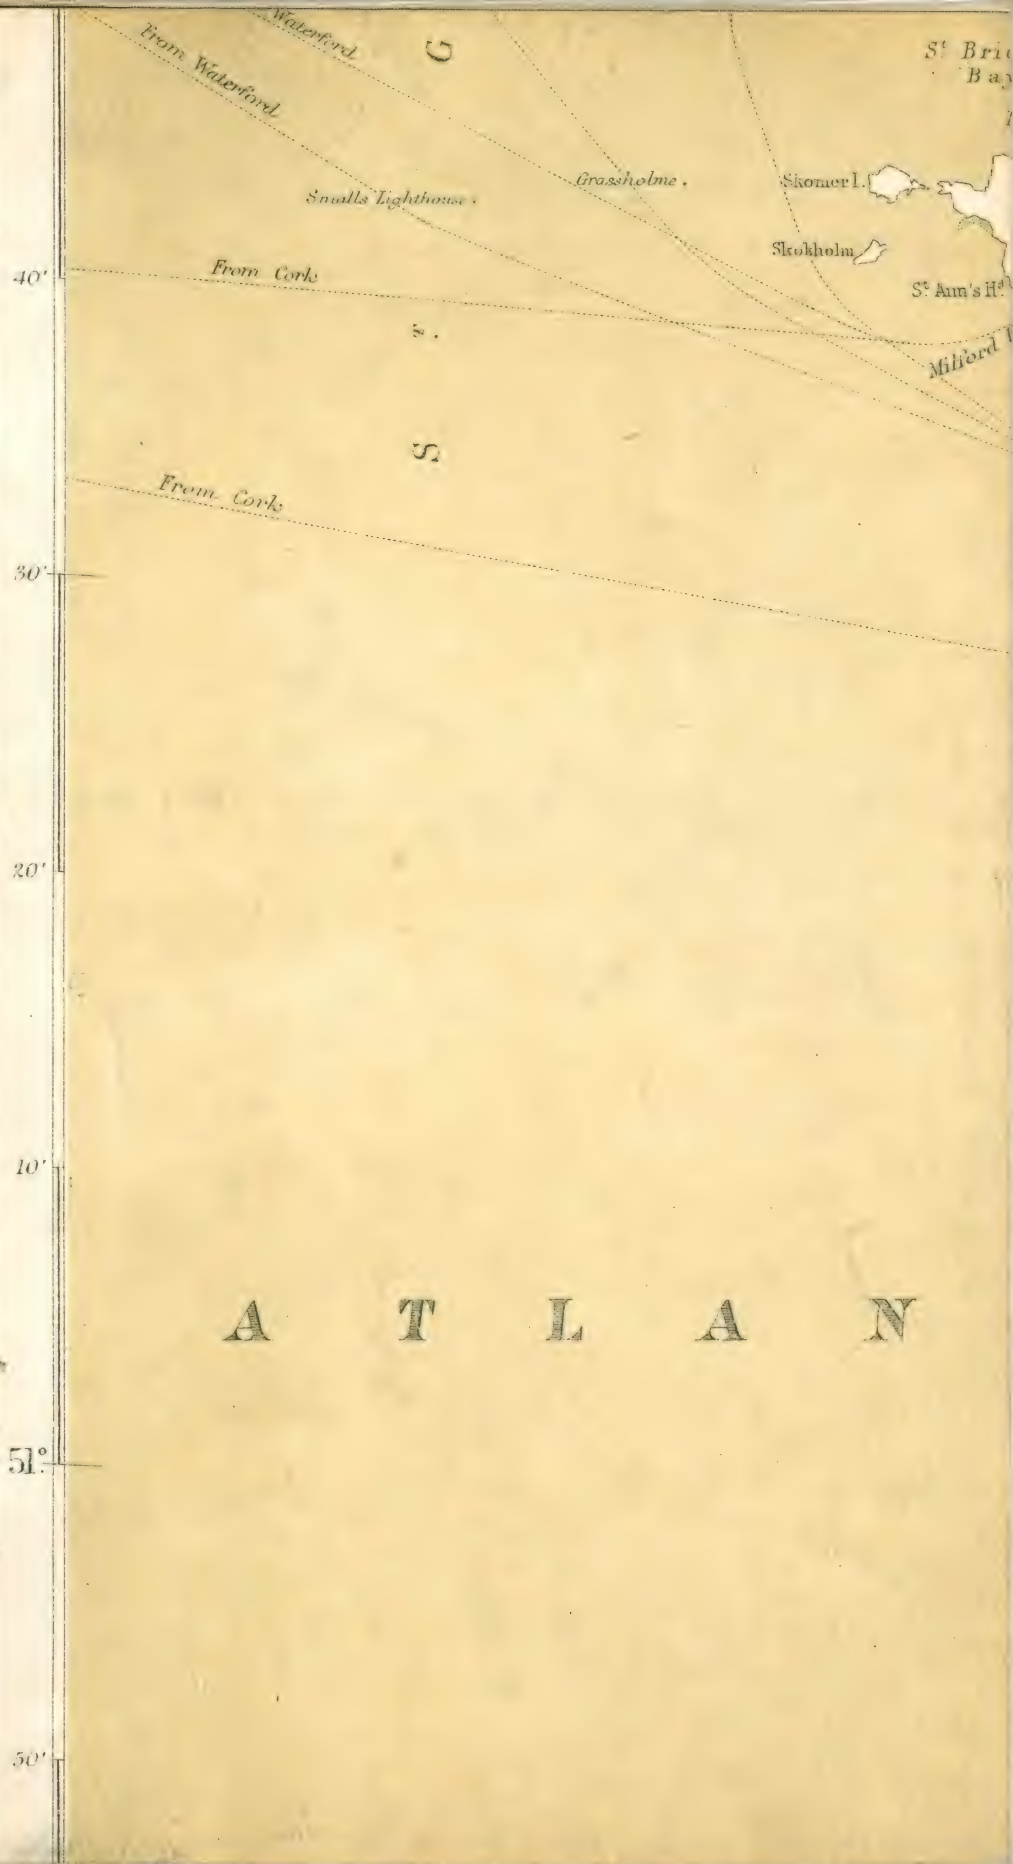 Waterford
From Waterford
G
St Bri
Bay
Grassholme .
Skomer I.
Smalls Lighthouse .
Skokholm
From Cork
40'
St Ann's Hd
Milford
S
From Cork
30'
20'
10'
A T L A N
51°
50'